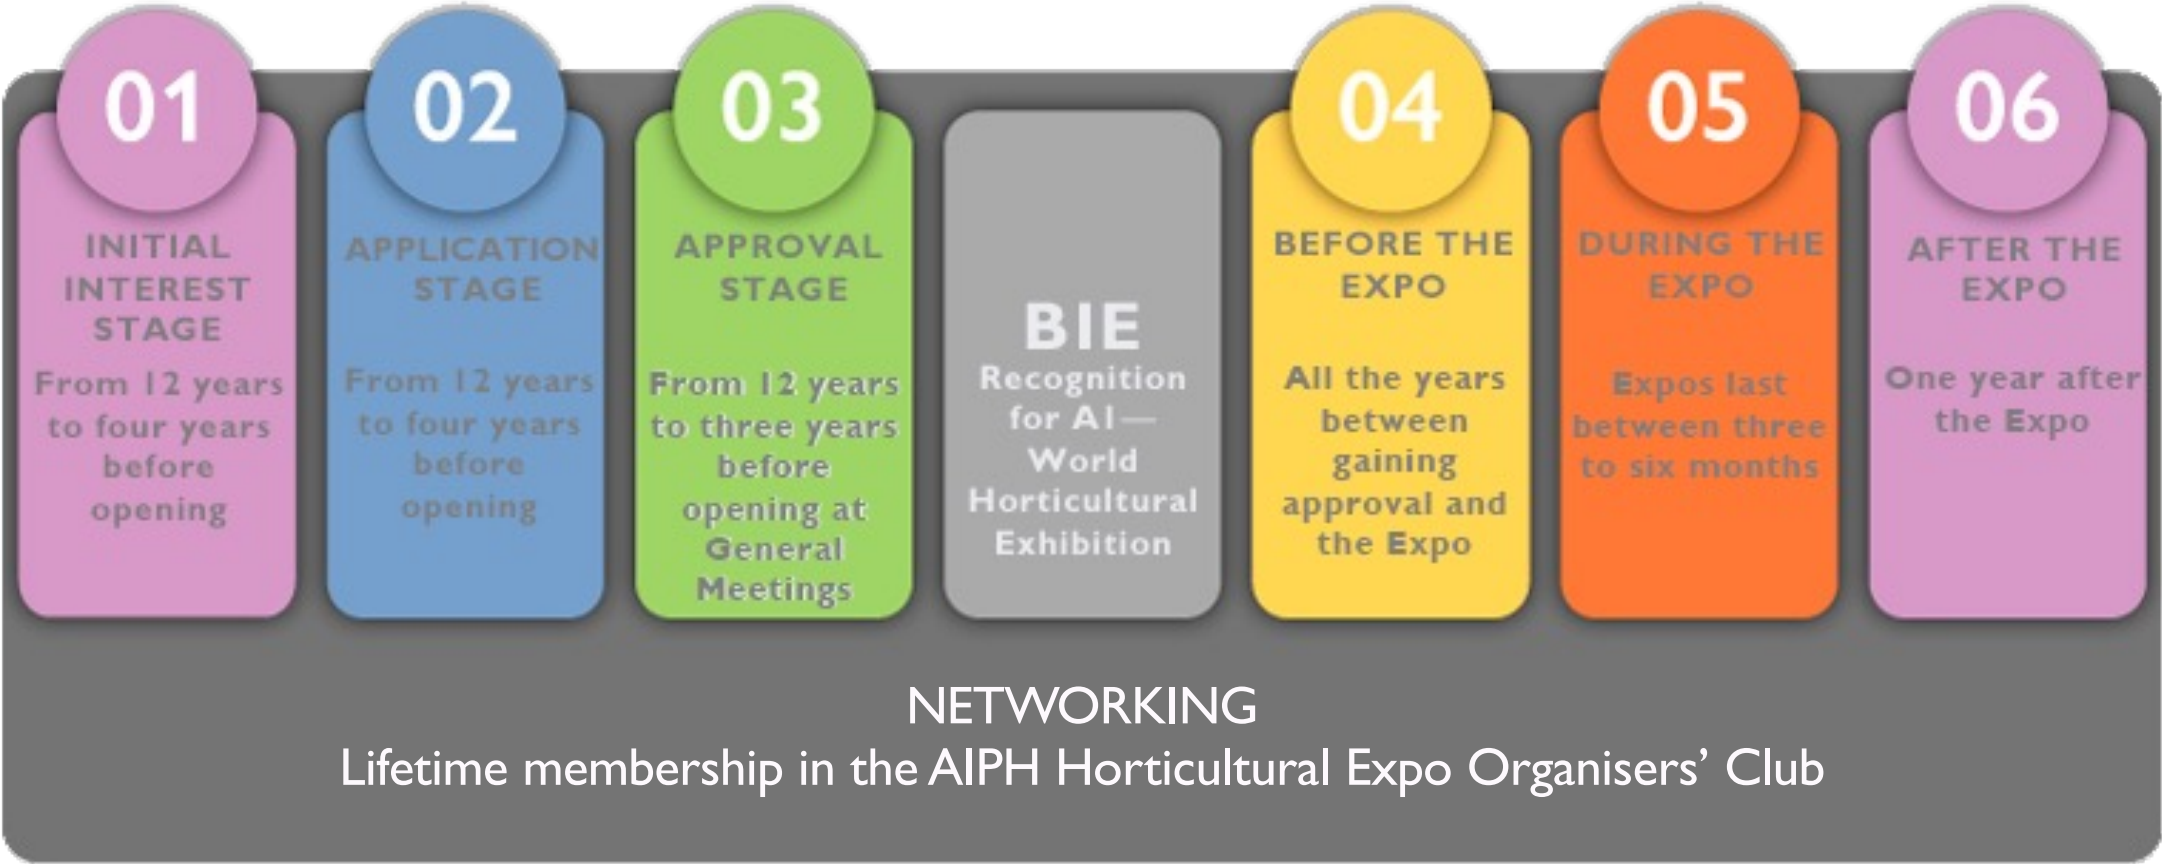 01
INITIAL
INTEREST
STAGE
From 12 years
to four years
before
opening
02
APPLICATION
STAGE
From 12 years
to four years
before
opening
03
APPROVAL
STAGE
From 12 years
to three years
before
opening at
General
Meetings
BIE
Recognition
for A1—
World
Horticultural
Exhibition
04
BEFORE THE
EXPO
All the years
between
gaining
approval and
the Expo
05
DURING THE
EXPO
Expos last
between three
to six months
06
AFTER THE
EXPO
One year after
the Expo
NETWORKING
Lifetime membership in the AIPH Horticultural Expo Organisers’ Club